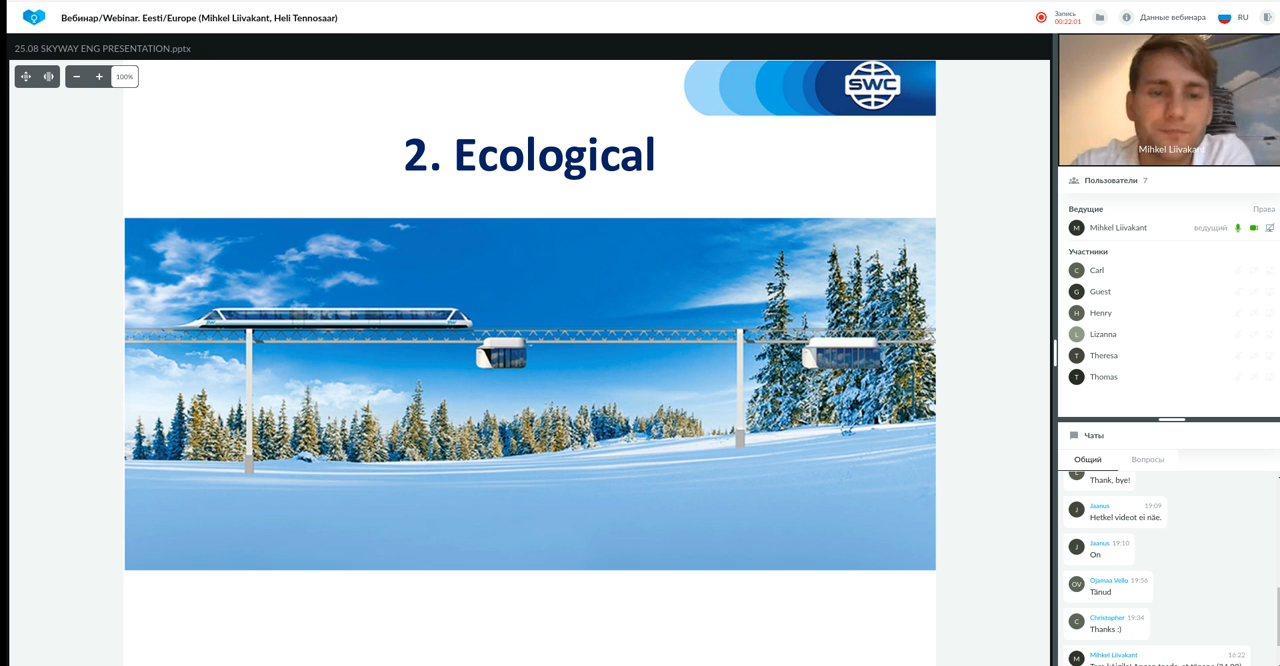 Вебинар/Webinar. Eesti/Europe (Mihkel Liivakant, Heli Tennosaar)
Запись
00:22:01
Данные вебинара
RU
25.08 SKYWAY ENG PRESENTATION.pptx
100%
SWC
2. Ecological
Mihkel Liivakant
Пользователи 7
Ведущие Права
M Mihkel Liivakant ведущий
Участники
C Carl
G Guest
H Henry
L Lizanna
T Theresa
T Thomas
Чаты
Общий Вопросы
Thank, bye!
J Jaanus 19:09
Hetkel videot ei näe.
J Jaanus 19:10
On
OV Ojamaa Vello 19:56
Tänud
C Christopher 19:34
Thanks :)
M Mihkel Liivakant 16:22